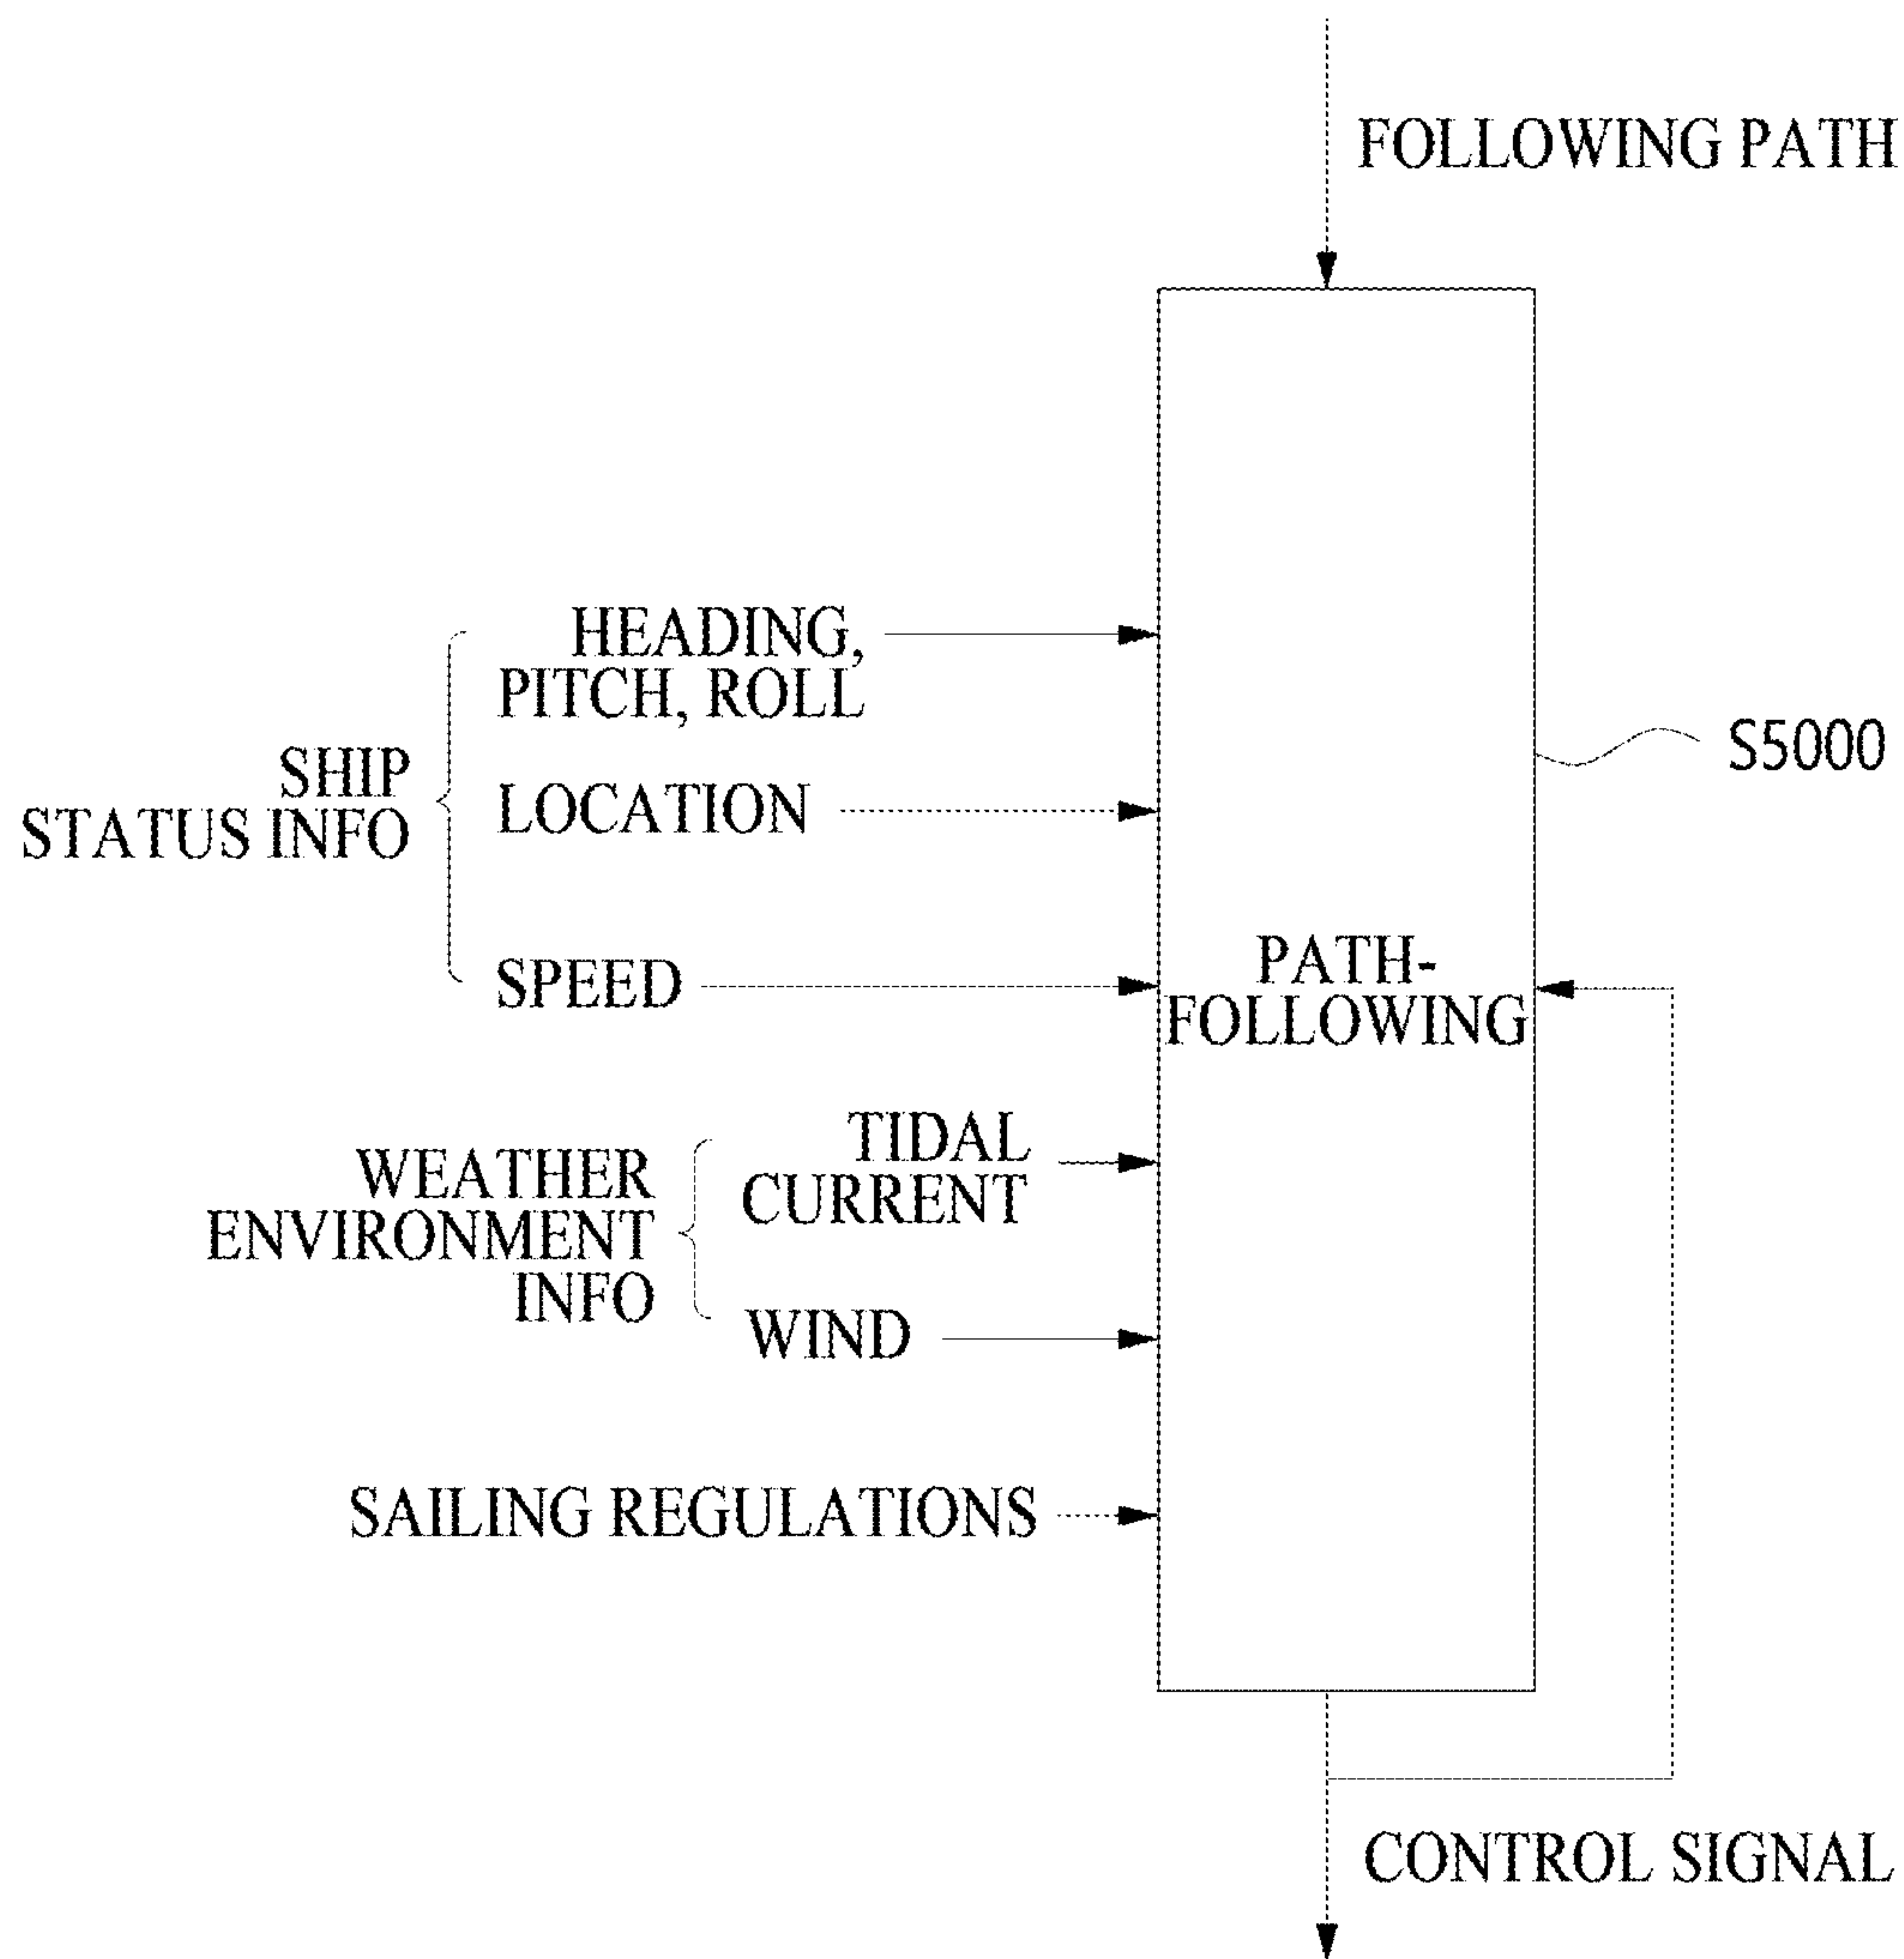 FOLLOWING PATH
HEADING,
PITCH, ROLL
SHIP
STATUS INFO
LOCATION
SPEED
S5000
PATH-
FOLLOWING
TIDAL
CURRENT
WEATHER
ENVIRONMENT
INFO
WIND
SAILING REGULATIONS
CONTROL SIGNAL